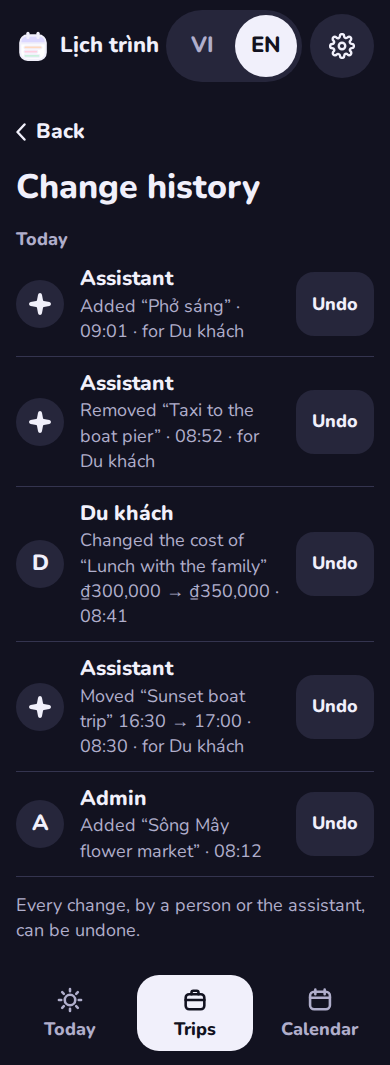 Lịch trình
VI
EN
Back
Change history
Today
Assistant
Added “Phở sáng” ·
09:01 · for Du khách
Undo
Assistant
Removed “Taxi to the
boat pier” · 08:52 · for
Du khách
Undo
D
Du khách
Changed the cost of
“Lunch with the family”
₫300,000 → ₫350,000 ·
08:41
Undo
Assistant
Moved “Sunset boat
trip” 16:30 → 17:00 ·
08:30 · for Du khách
Undo
A
Admin
Added “Sông Mây
flower market” · 08:12
Undo
Every change, by a person or the assistant,
can be undone.
Today
Trips
Calendar